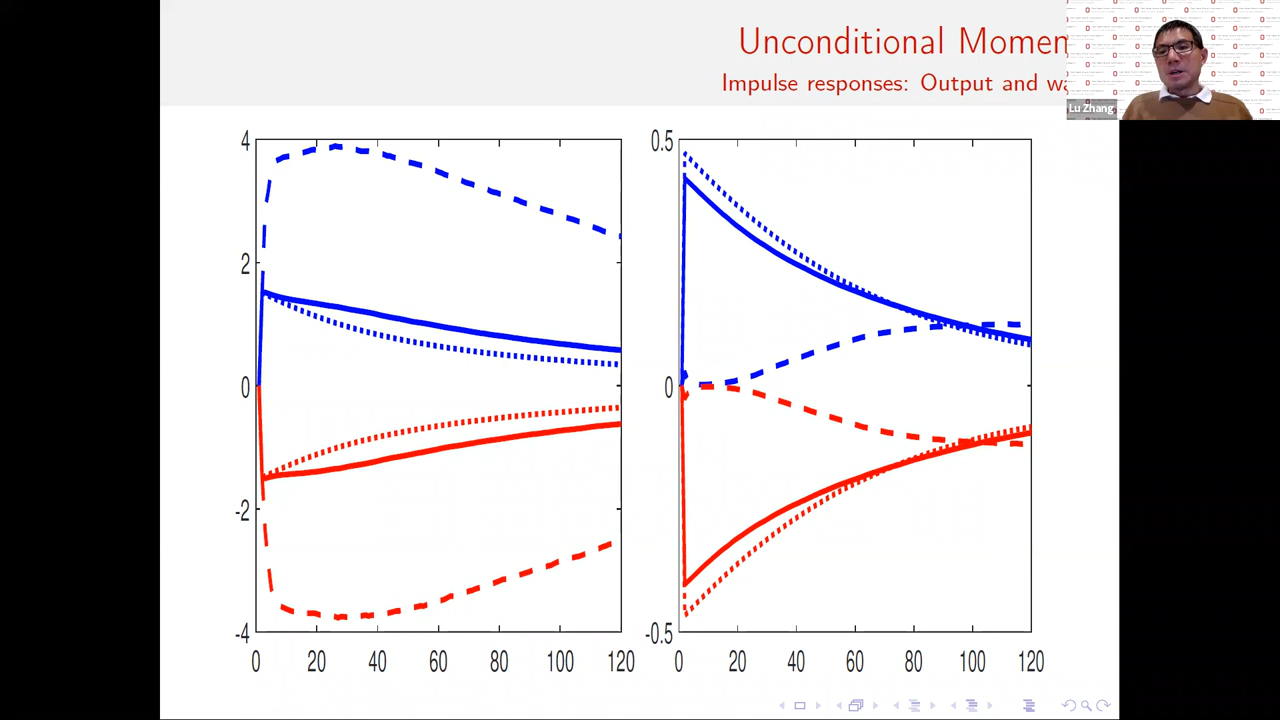 Unconditional Momen
Impulse responses: Output and w
Lu Zhang
4
2
0
-2
-4
0 20 40 60 80 100 120
0.5
0
-0.5
0 20 40 60 80 100 120